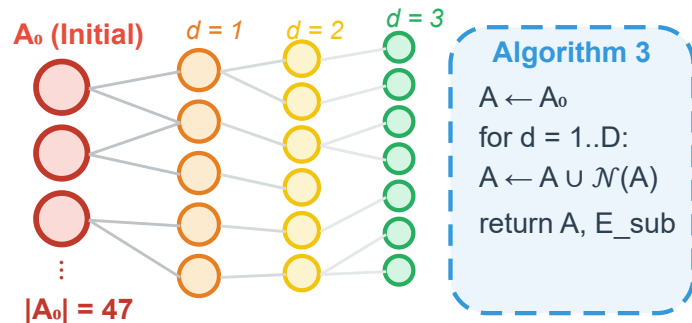 A₀ (Initial)
d = 1
d = 2
d = 3
⋮
|A₀| = 47
Algorithm 3
A ← A₀
for d = 1..D:
A ← A ∪ 𝒩(A)
return A, E_sub